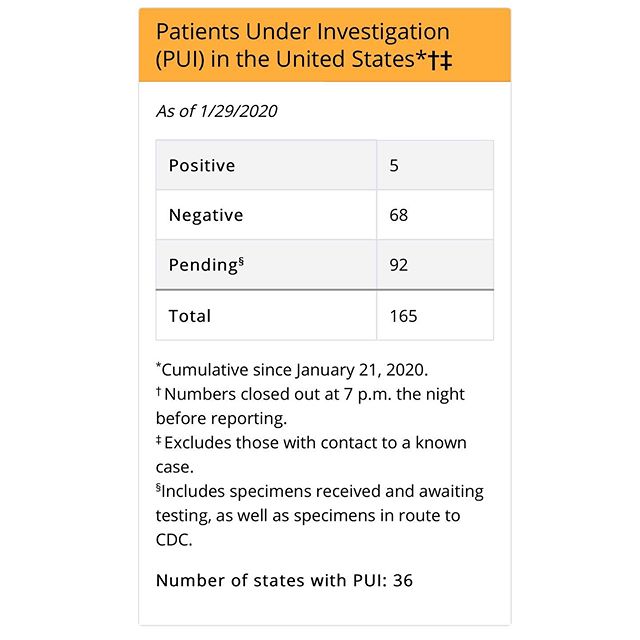 Patients Under Investigation
(PUI) in the United States*†‡
As of 1/29/2020
Positive 5
Negative 68
Pending§ 92
Total 165
*Cumulative since January 21, 2020.
† Numbers closed out at 7 p.m. the night
before reporting.
‡ Excludes those with contact to a known
case.
§Includes specimens received and awaiting
testing, as well as specimens in route to
CDC.
Number of states with PUI: 36